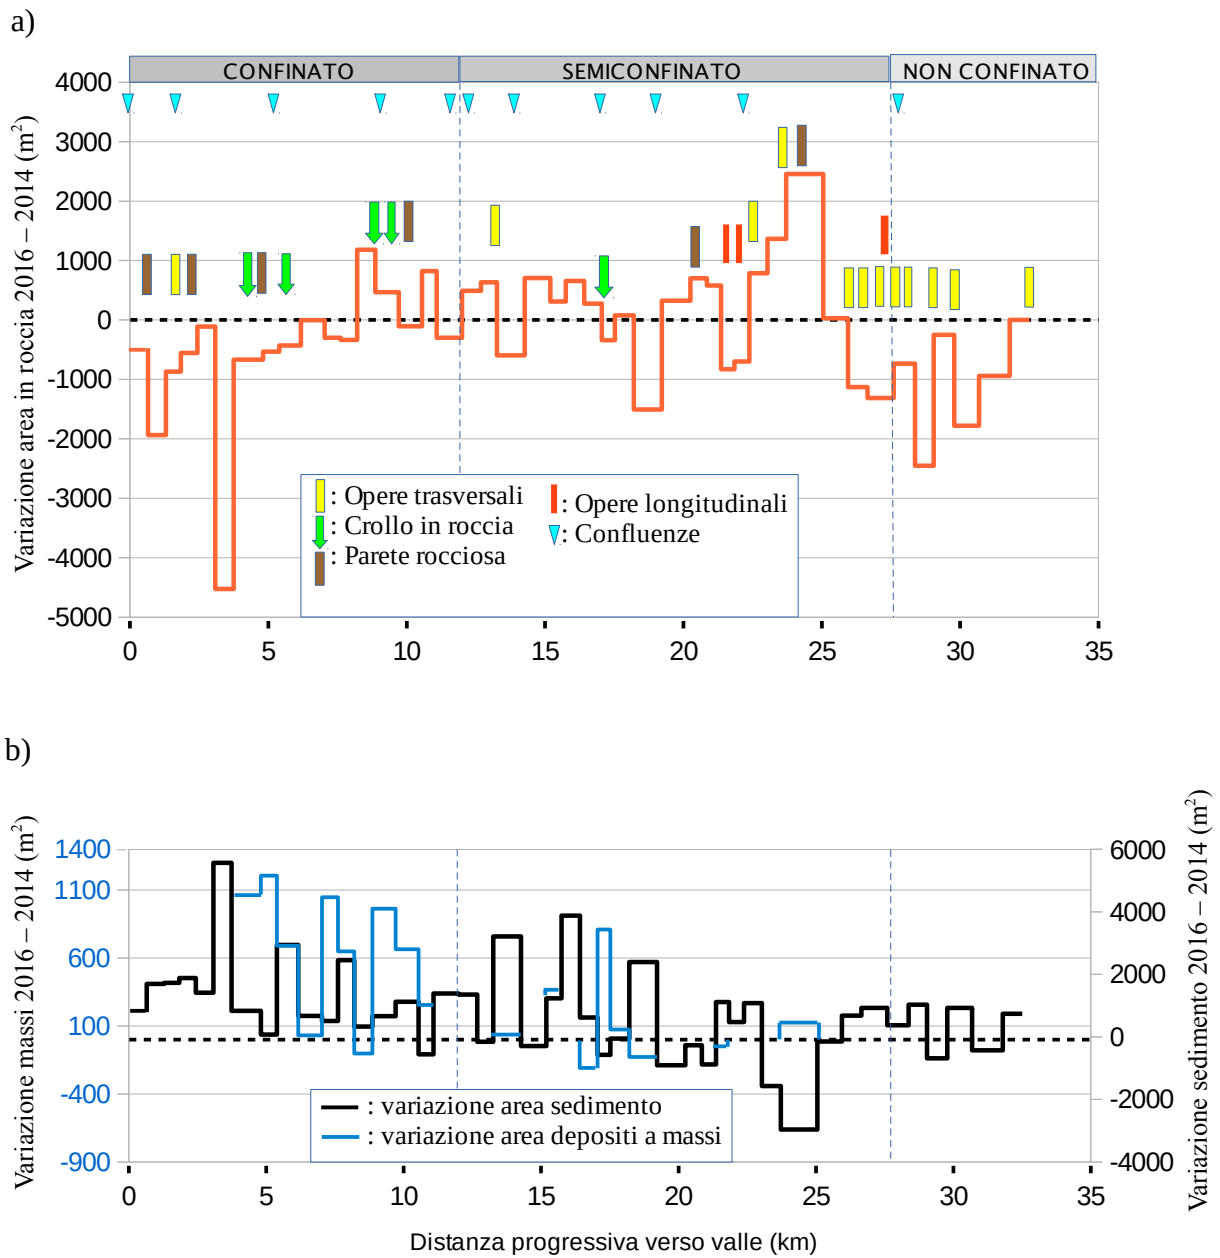 a)
CONFINATO SEMICONFINATO NON CONFINATO
Variazione area in roccia 2016 – 2014 (m²)
4000
3000
2000
1000
0
-1000
-2000
-3000
-4000
-5000
: Opere trasversali
: Crollo in roccia
: Parete rocciosa
: Opere longitudinali
: Confluenze
0 5 10 15 20 25 30 35
b)
Variazione massi 2016 – 2014 (m²)
1400
1100
600
100
-400
-900
Variazione sedimento 2016 – 2014 (m²)
6000
4000
2000
0
-2000
-4000
: variazione area sedimento
: variazione area depositi a massi
0 5 10 15 20 25 30 35
Distanza progressiva verso valle (km)